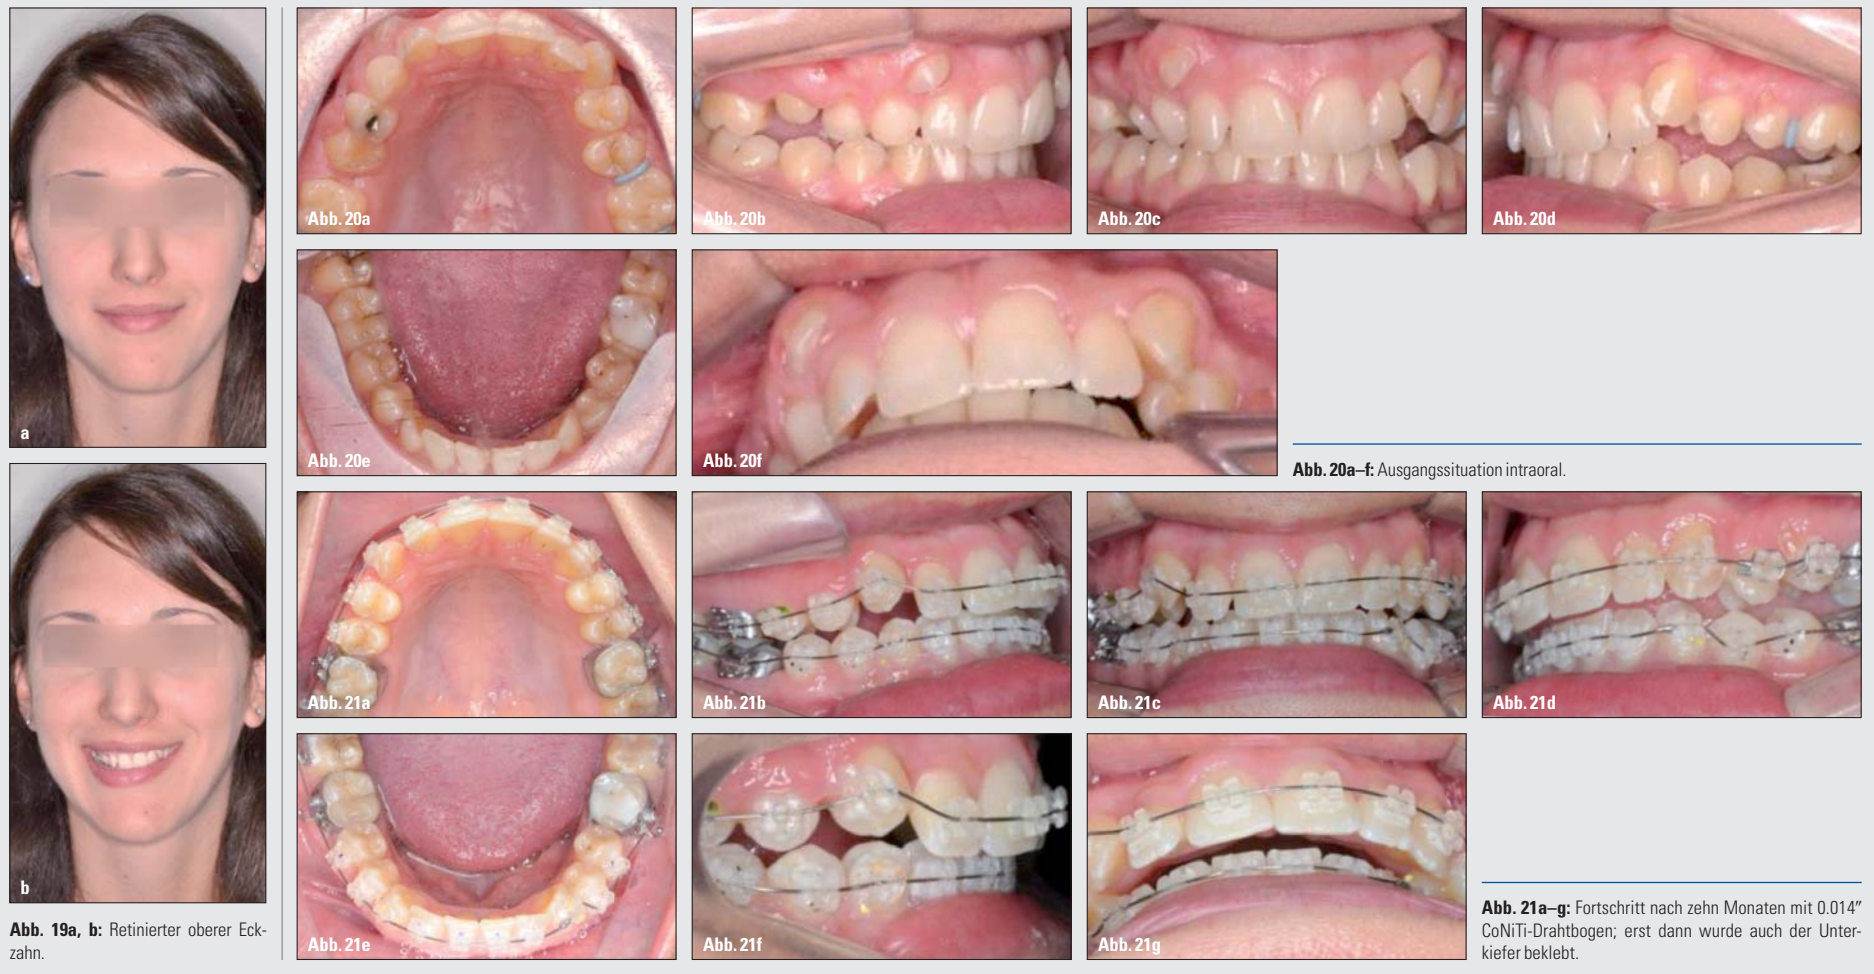 a
b
Abb. 19a, b: Retinierter oberer Eck-
zahn.
Abb. 20a
Abb. 20b
Abb. 20c
Abb. 20d
Abb. 20e
Abb. 20f
Abb. 20a–f: Ausgangssituation intraoral.
Abb. 21a
Abb. 21b
Abb. 21c
Abb. 21d
Abb. 21e
Abb. 21f
Abb. 21g
Abb. 21a–g: Fortschritt nach zehn Monaten mit 0.014″
CoNiTi-Drahtbogen; erst dann wurde auch der Unter-
kiefer beklebt.